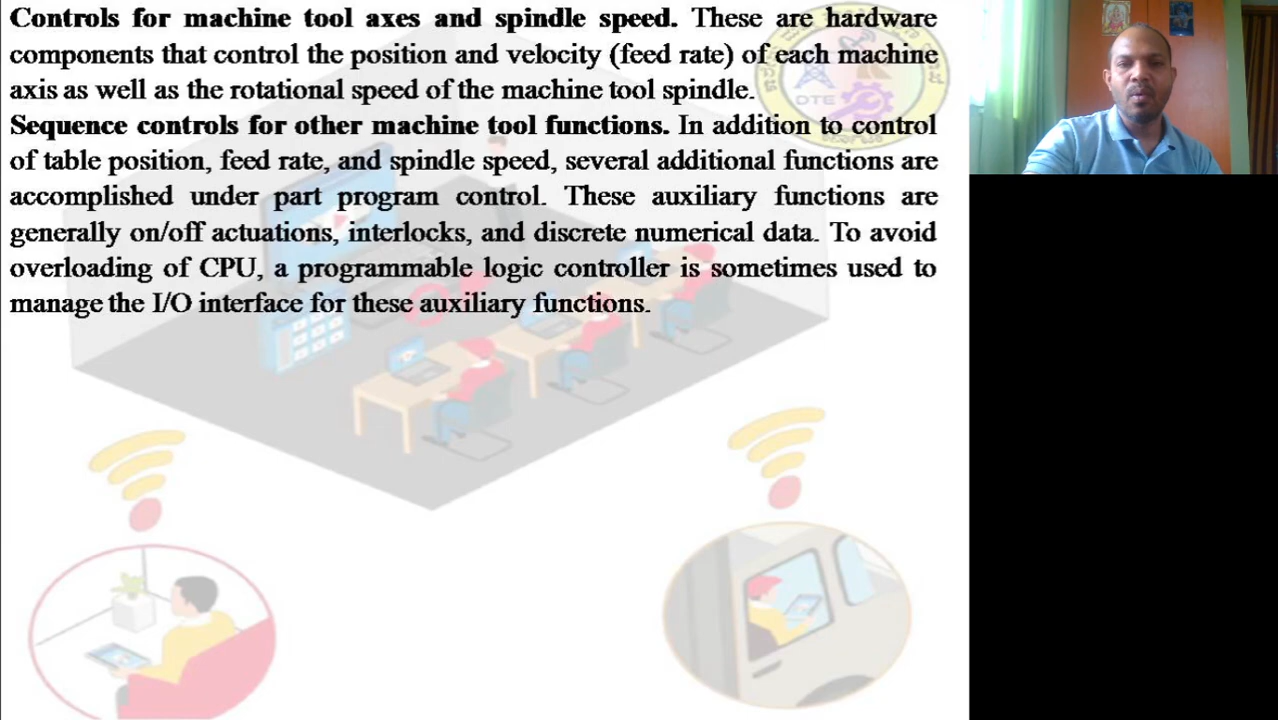 Controls for machine tool axes and spindle speed. These are hardware
components that control the position and velocity (feed rate) of each machine
axis as well as the rotational speed of the machine tool spindle.
Sequence controls for other machine tool functions. In addition to control
of table position, feed rate, and spindle speed, several additional functions are
accomplished under part program control. These auxiliary functions are
generally on/off actuations, interlocks, and discrete numerical data. To avoid
overloading of CPU, a programmable logic controller is sometimes used to
manage the I/O interface for these auxiliary functions.
DTE